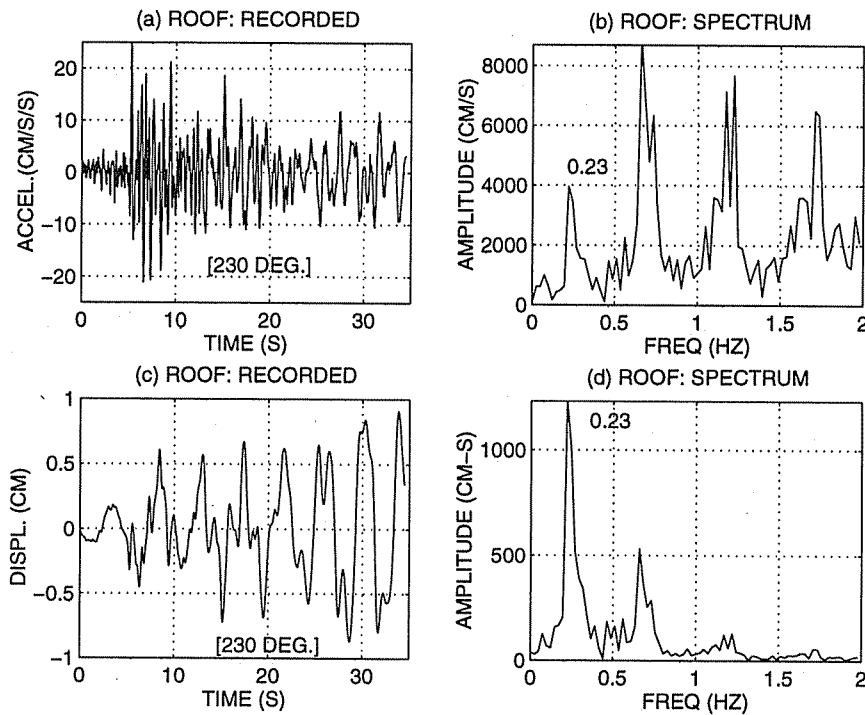 (a) ROOF: RECORDED
ACCEL.(CM/S/S)
20
10
0
−10
−20
[230 DEG.]
0
10
20
30
TIME (S)
(b) ROOF: SPECTRUM
AMPLITUDE (CM/S)
8000
6000
4000
2000
0
0.23
0
0.5
1
1.5
2
FREQ (HZ)
(c) ROOF: RECORDED
DISPL. (CM)
1
0.5
0
−0.5
−1
[230 DEG.]
0
10
20
30
TIME (S)
(d) ROOF: SPECTRUM
AMPLITUDE (CM−S)
1000
500
0
0.23
0
0.5
1
1.5
2
FREQ (HZ)